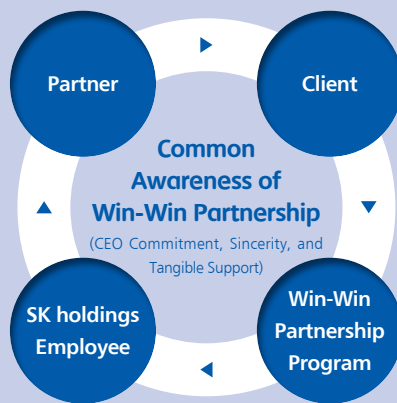 Partner
Client
Common
Awareness of
Win-Win Partnership
(CEO Commitment, Sincerity, and
Tangible Support)
SK holdings
Employee
Win-Win
Partnership
Program